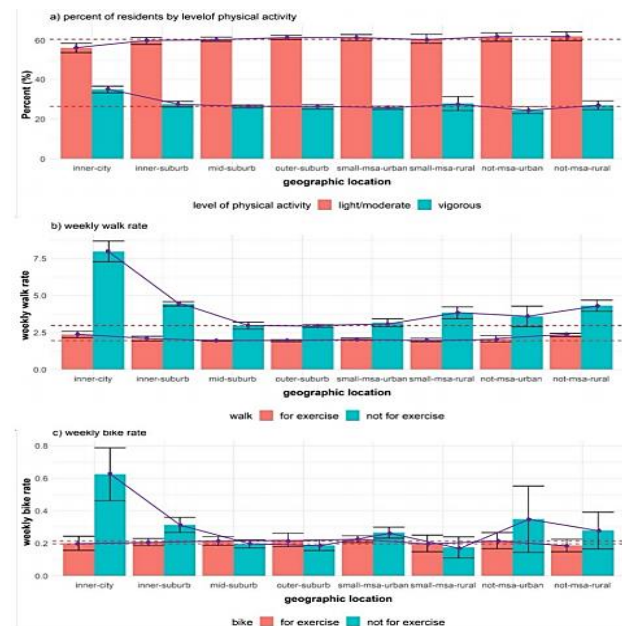 a) percent of residents by levelof physical activity
Percent (%)
60
40
20
0
inner-city inner-suburb mid-suburb outer-suburb small-msa-urban small-msa-rural not-msa-urban not-msa-rural
geographic location
level of physical activity light/moderate vigorous
b) weekly walk rate
weekly walk rate
7.5
5.0
2.5
0.0
inner-city inner-suburb mid-suburb outer-suburb small-msa-urban small-msa-rural not-msa-urban not-msa-rural
geographic location
walk for exercise not for exercise
c) weekly bike rate
weekly bike rate
0.8
0.6
0.4
0.2
0.0
inner-city inner-suburb mid-suburb outer-suburb small-msa-urban small-msa-rural not-msa-urban not-msa-rural
geographic location
bike for exercise not for exercise